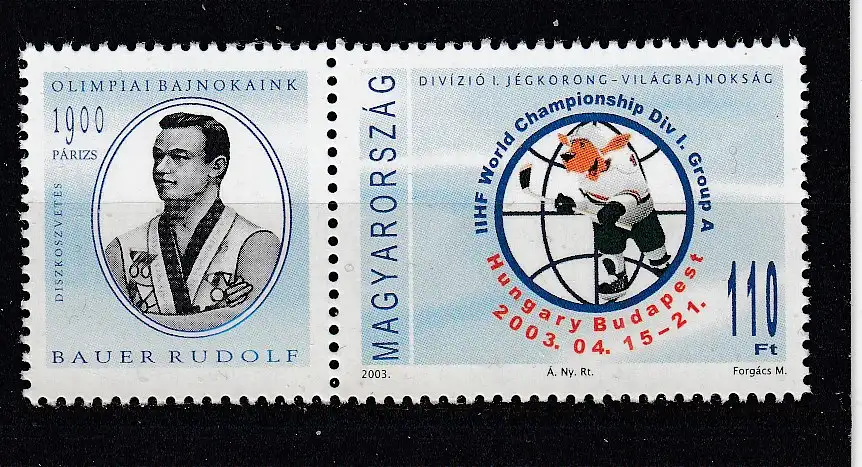 OLIMPIAI BAJNOKAINK
1900
PÁRIZS
DISZKOSZVETÉS
BAUER RUDOLF
MAGYARORSZÁG
DIVÍZIÓ I. JÉGKORONG–VILÁGBAJNOKSÁG
IIHF World Championship Div I. Group A
Hungary Budapest
2003. 04. 15–21.
110
Ft
2003.
Á. Ny. Rt.
Forgács M.